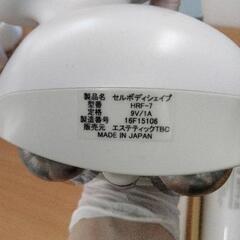 製品名 セルボディシェイプ
型番 HRF-7
定格 9V/1A
製造番号 16F15106
販売元 エステティックTBC
MADE IN JAPAN